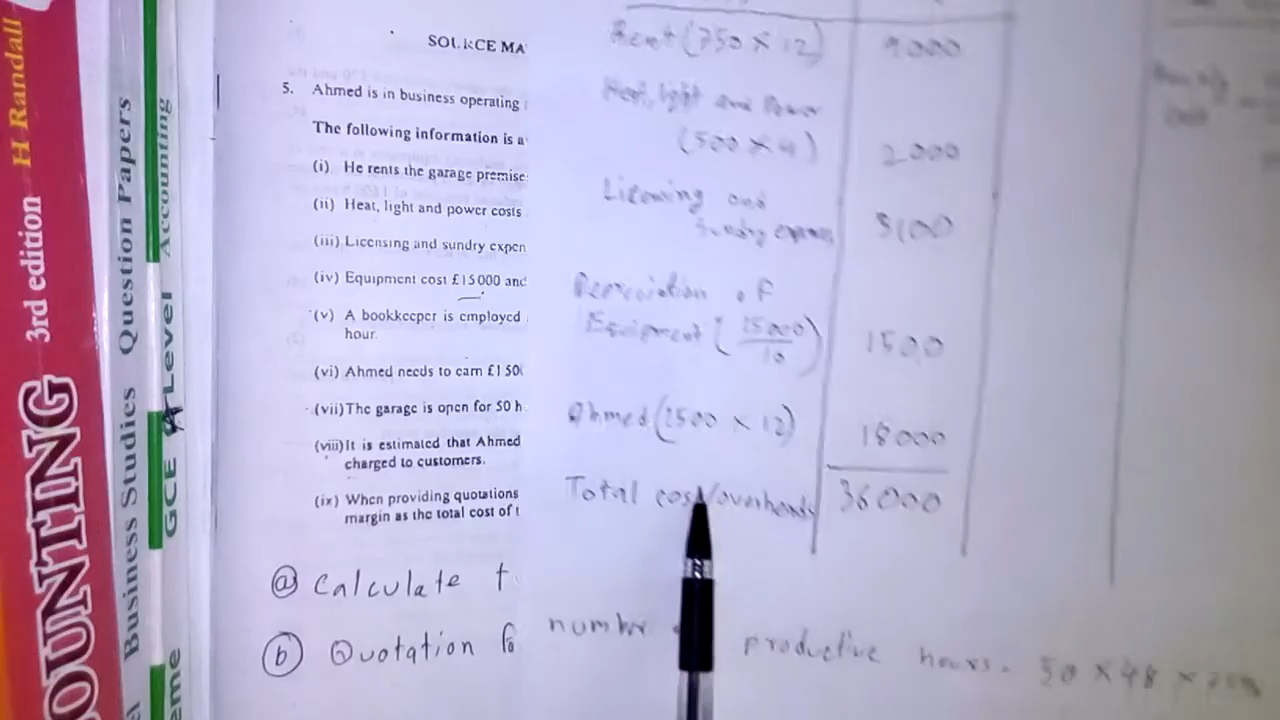 H Randall
3rd edition
OUNTING
Business Studies Question Papers
GCE A Level Accounting
eme
SOURCE MA
5. Ahmed is in business operating
The following information is a
(i) He rents the garage premise
(ii) Heat, light and power costs
(iii) Licensing and sundry expen
(iv) Equipment cost £15000 and
(v) A bookkeeper is employed
hour.
(vi) Ahmed needs to earn £150
(vii) The garage is open for 50 h
(viii) It is estimated that Ahmed
charged to customers.
(ix) When providing quotations
margin as the total cost of t
(a) Calculate t
(b) Quotation fo
Rent (750 × 12) 9000
Heat, light and Power
(500 × 4) 2000
Licensing and
Sundry expenses
Depreciation of
Equipment (15000/10) 1500
Ahmed (1500 × 12) 18000
Total cost/overheads 36000
number productive hours = 50 × 48 ×